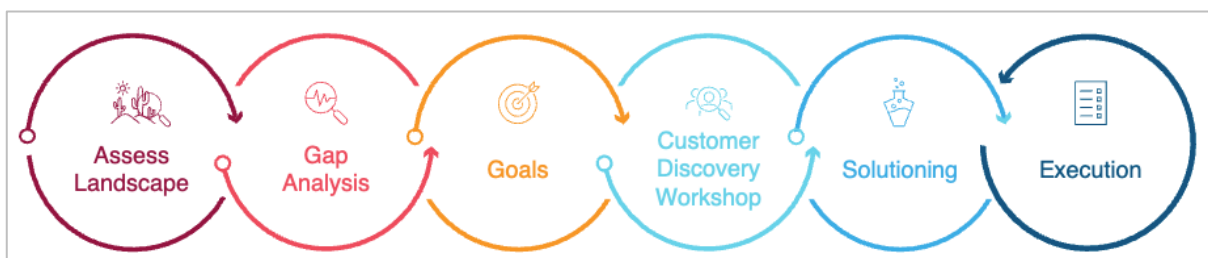 Assess
Landscape
Gap
Analysis
Goals
Customer
Discovery
Workshop
Solutioning
Execution